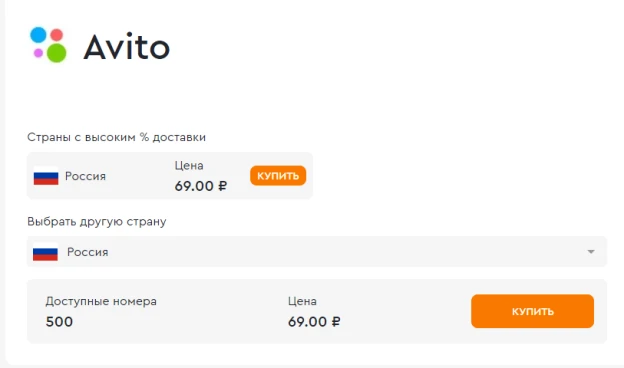 Avito
Страны с высоким % доставки
Россия
Цена
69.00 ₽
КУПИТЬ
Выбрать другую страну
Россия
Доступные номера
500
Цена
69.00 ₽
КУПИТЬ